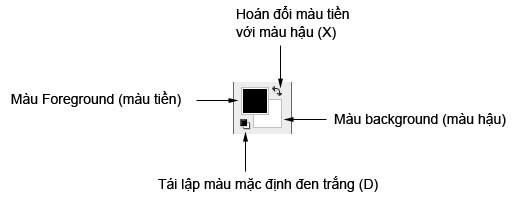 Hoán đổi màu tiền
với màu hậu (X)
Màu Foreground (màu tiền)
Màu background (màu hậu)
Tái lập màu mặc định đen trắng (D)